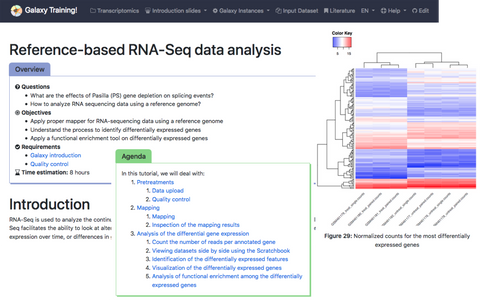 Galaxy Training!
Transcriptomics
Introduction slides
Galaxy Instances
Input Dataset
Literature
EN
Help
Edit
Reference-based RNA-Seq data analysis
Overview
Questions
What are the effects of Pasilla (PS) gene depletion on splicing events?
How to analyze RNA sequencing data using a reference genome?
Objectives
Apply proper mapper for RNA-sequencing data using a reference genome
Understand the process to identify differentially expressed genes
Apply a functional enrichment tool on differentially expressed genes
Requirements
Galaxy introduction
Quality control
Time estimation: 8 hours
Introduction
RNA-Seq is used to analyze the continu
Seq facilitates the ability to look at alter
expression over time, or differences in
Agenda
In this tutorial, we will deal with:
1. Pretreatments
1. Data upload
2. Quality control
2. Mapping
1. Mapping
2. Inspection of the mapping results
3. Analysis of the differential gene expression
1. Count the number of reads per annotated gene
2. Viewing datasets side by side using the Scratchbook
3. Identification of the differentially expressed features
4. Visualization of the differentially expressed genes
5. Analysis of functional enrichment among the differentially
expressed genes
Color Key
Figure 29: Normalized counts for the most differentially
expressed genes